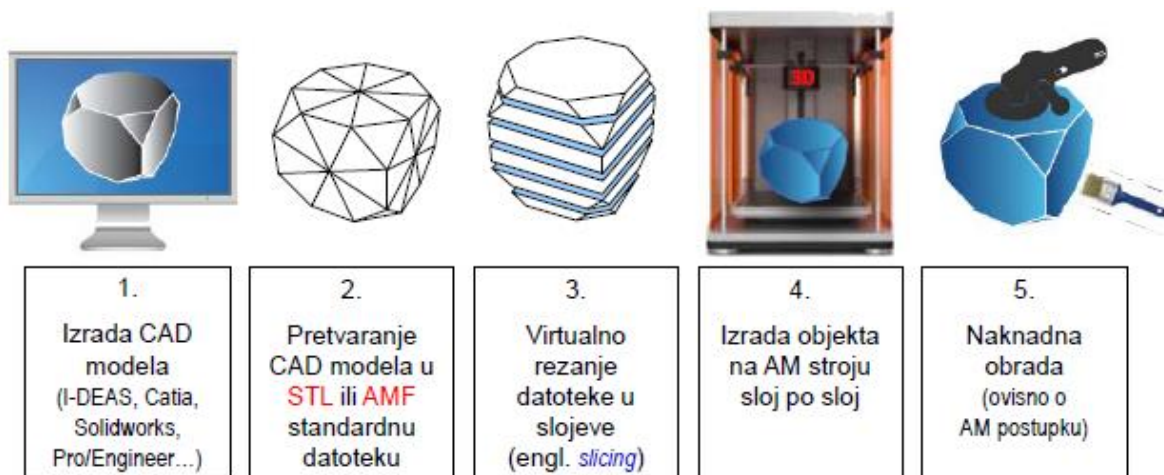 3D
1.
Izrada CAD
modela
(I-DEAS, Catia,
Solidworks,
Pro/Engineer...)
2.
Pretvaranje
CAD modela u
STL ili AMF
standardnu
datoteku
3.
Virtualno
rezanje
datoteke u
slojeve
(engl. slicing)
4.
Izrada objekta
na AM stroju
sloj po sloj
5.
Naknadna
obrada
(ovisno o
AM postupku)